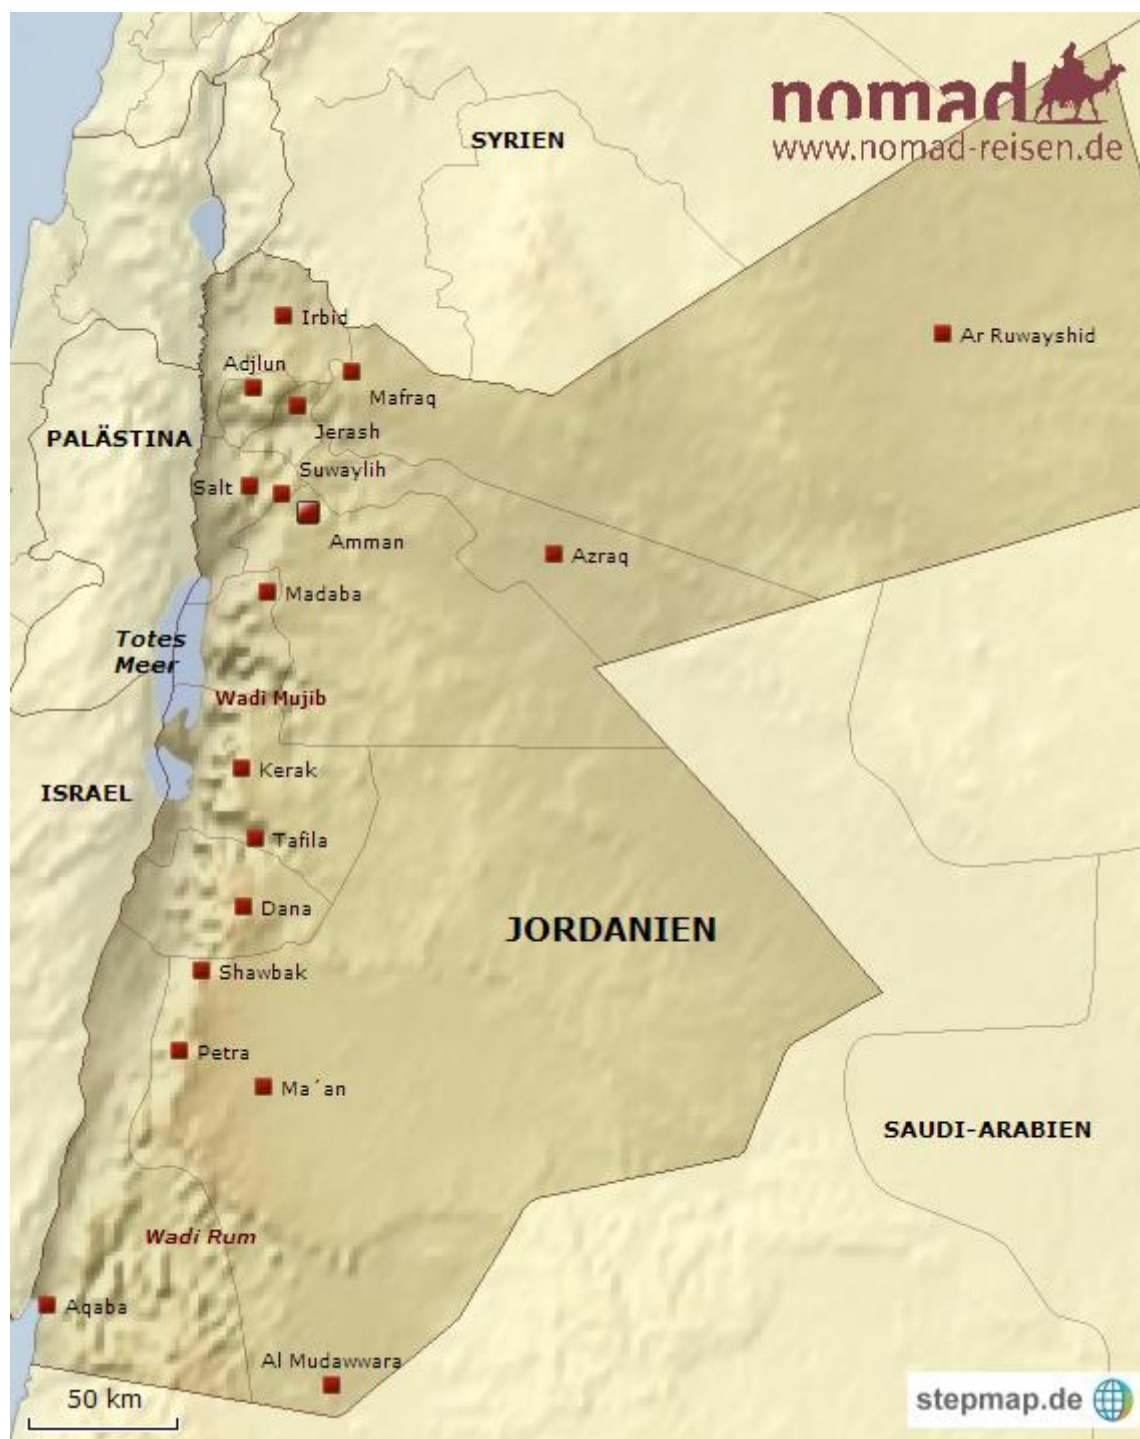 nomad
www.nomad-reisen.de
SYRIEN
Irbid
Ar Ruwayshid
Adjlun
Mafraq
Jerash
PALÄSTINA
Suwaylih
Salt
Amman
Azraq
Madaba
Totes
Meer
Wadi Mujib
Kerak
ISRAEL
Tafila
Dana
JORDANIEN
Shawbak
Petra
Ma´an
SAUDI-ARABIEN
Wadi Rum
Aqaba
Al Mudawwara
50 km
stepmap.de